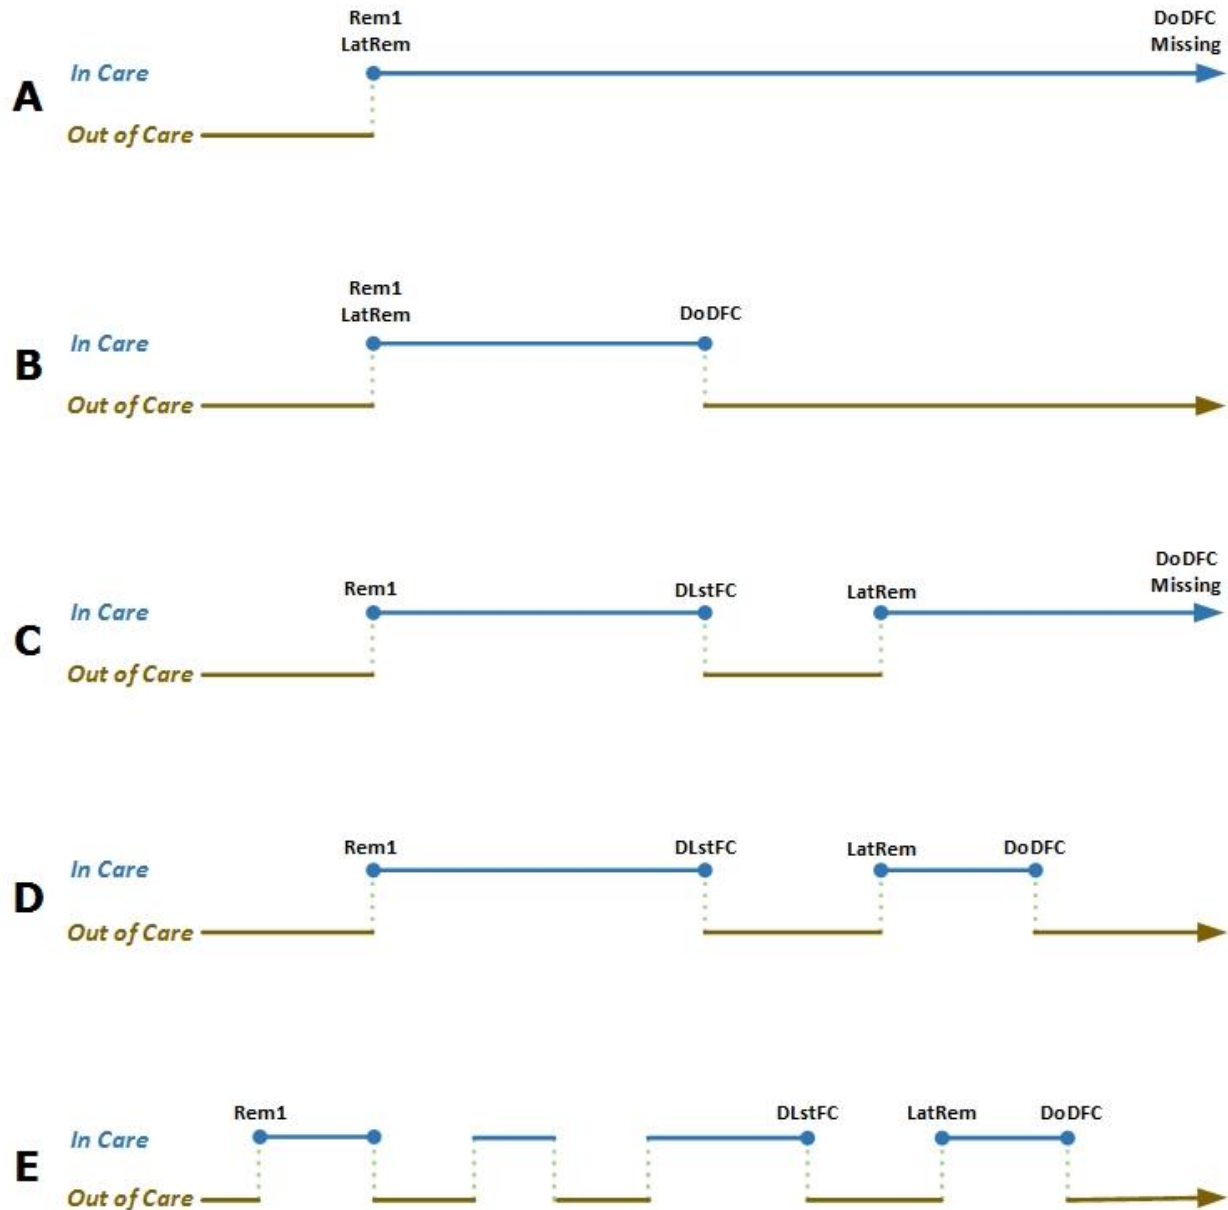 Rem1
LatRem
DoDFC
Missing
In Care
A
Out of Care
Rem1
LatRem
DoDFC
In Care
B
Out of Care
Rem1
DLstFC
LatRem
DoDFC
Missing
In Care
C
Out of Care
Rem1
DLstFC
LatRem
DoDFC
In Care
D
Out of Care
Rem1
DLstFC
LatRem
DoDFC
In Care
E
Out of Care